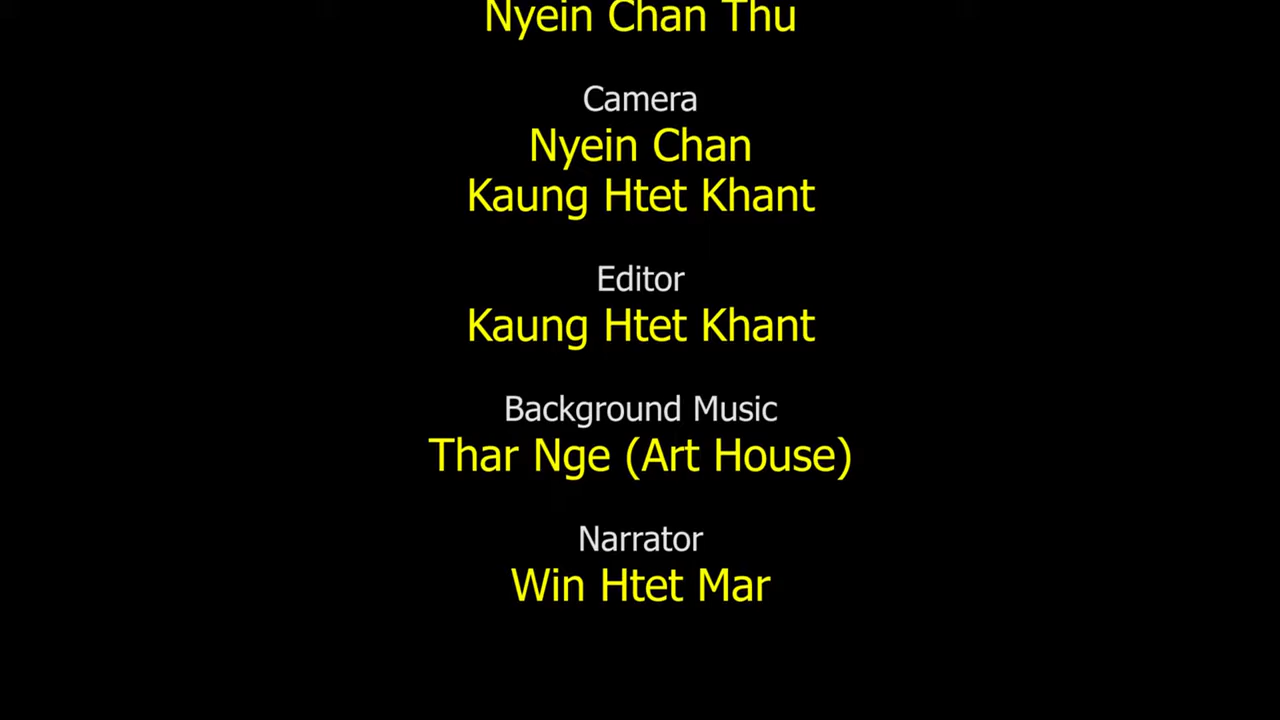 Nyein Chan Thu
Camera
Nyein Chan
Kaung Htet Khant
Editor
Kaung Htet Khant
Background Music
Thar Nge (Art House)
Narrator
Win Htet Mar